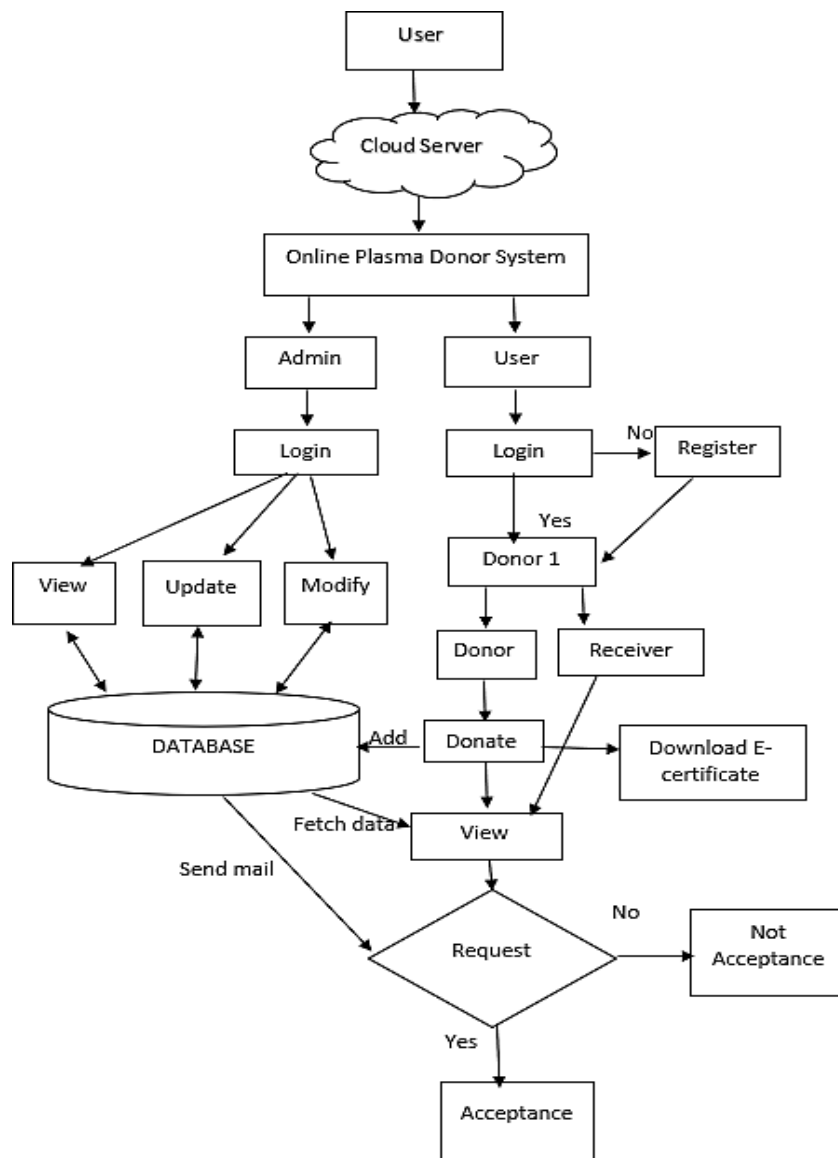 User
Cloud Server
Online Plasma Donor System
Admin
User
Login
Login
No
Register
Yes
Donor 1
View
Update
Modify
Donor
Receiver
DATABASE
Add
Donate
Download E-
certificate
Fetch data
View
Send mail
Request
No
Not
Acceptance
Yes
Acceptance